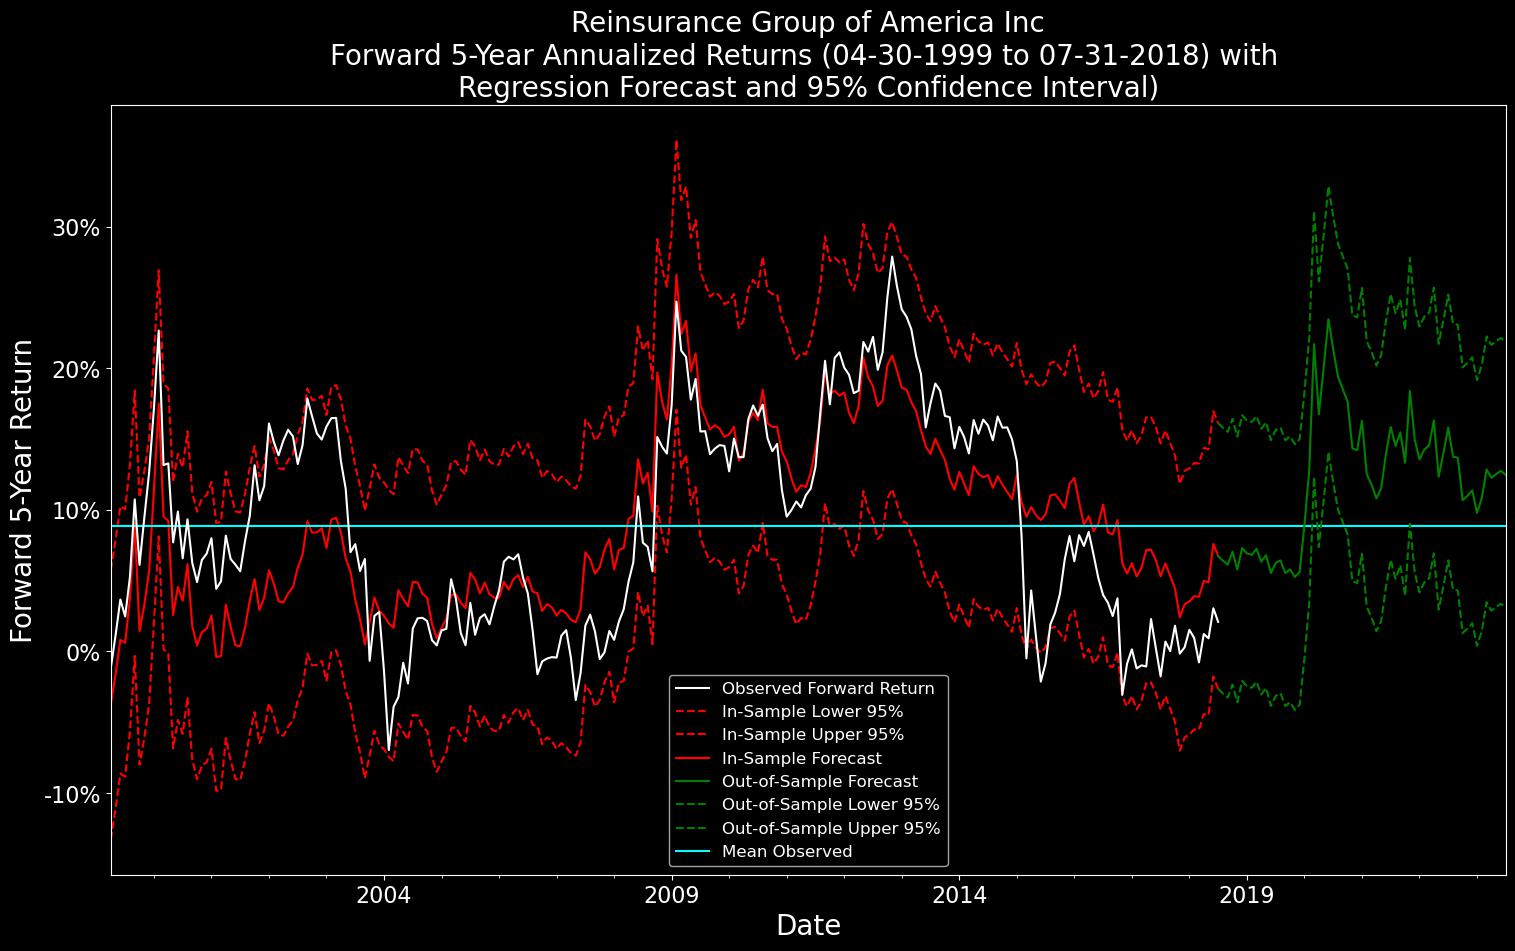 Reinsurance Group of America Inc
Forward 5-Year Annualized Returns (04-30-1999 to 07-31-2018) with
Regression Forecast and 95% Confidence Interval)
Forward 5-Year Return
30%
20%
10%
0%
-10%
Observed Forward Return
In-Sample Lower 95%
In-Sample Upper 95%
In-Sample Forecast
Out-of-Sample Forecast
Out-of-Sample Lower 95%
Out-of-Sample Upper 95%
Mean Observed
2004
2009
2014
2019
Date